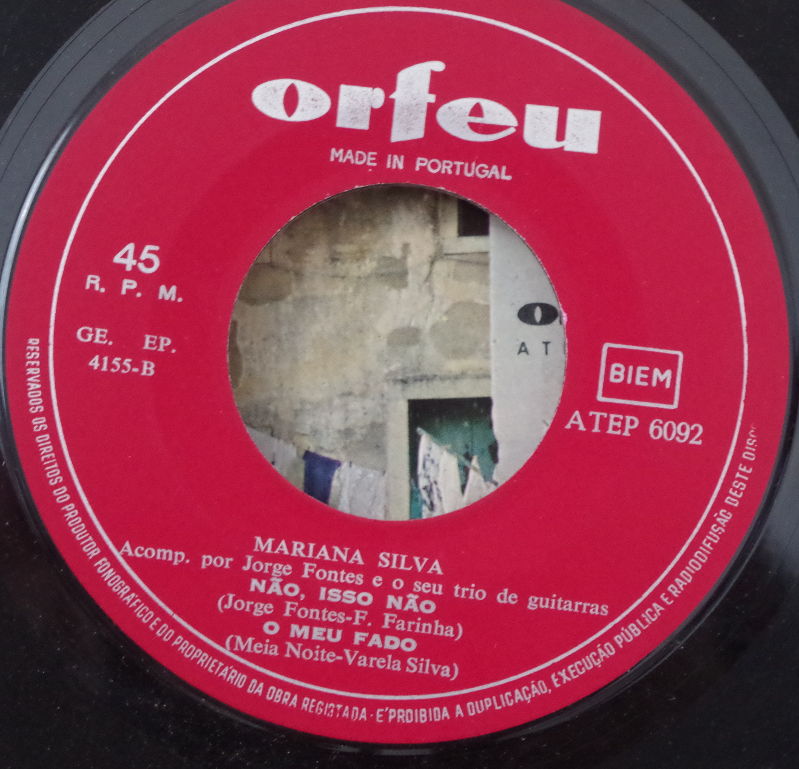 orfeu
MADE IN PORTUGAL
45
R. P. M.
GE. EP.
4155-B
O
AT
BIEM
ATEP 6092
MARIANA SILVA
Acomp. por Jorge Fontes e o seu trio de guitarras
NÃO, ISSO NÃO
(Jorge Fontes-F. Farinha)
O MEU FADO
(Meia Noite-Varela Silva)
RESERVADOS OS DIREITOS DO PRODUTOR FONOGRÁFICO E DO PROPRIETÁRIO DA OBRA REGISTADA - E'PROIBIDA A DUPLICAÇÃO, EXECUÇÃO PÚBLICA E RADIODIFUSÃO DESTE DISC